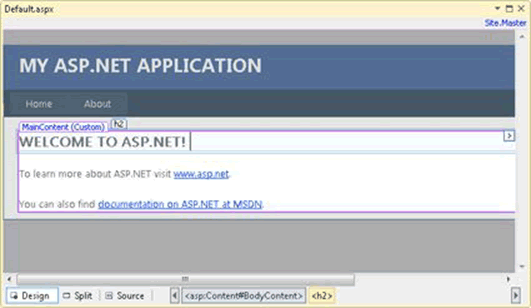 Default.aspx
Site.Master
MY ASP.NET APPLICATION
Home About
MainContent (Custom) h2
WELCOME TO ASP.NET!
To learn more about ASP.NET visit www.asp.net.
You can also find documentation on ASP.NET at MSDN.
Design Split Source <asp:Content#BodyContent> <h2>